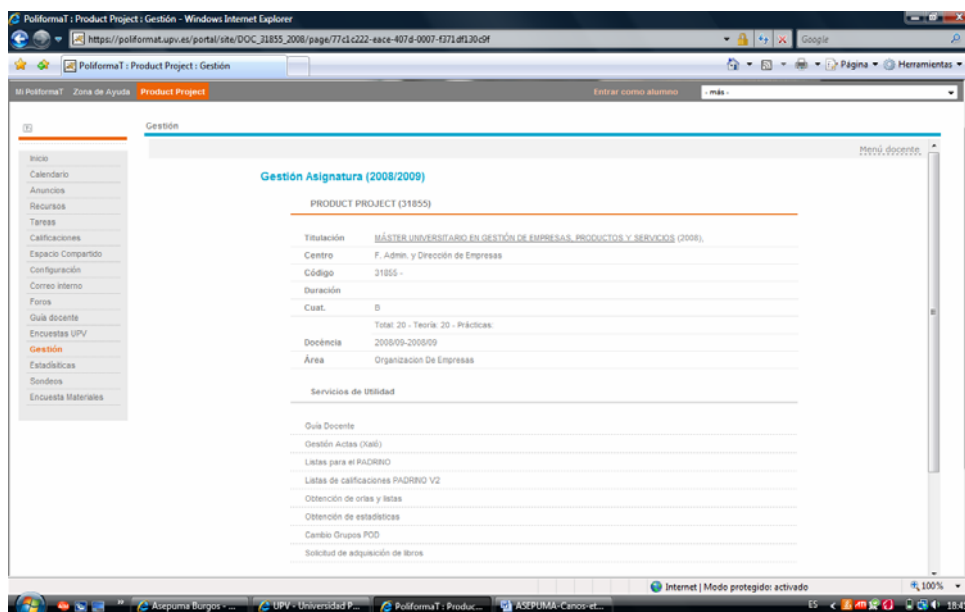 PoliformaT : Product Project : Gestión - Windows Internet Explorer
https://poliformat.upv.es/portal/site/DOC_31855_2008/page/77c1c222-eace-407d-0007-f371df130c9f
Google
PoliformaT : Product Project : Gestión
Página
Herramientas
Mi PoliformaT Zona de Ayuda Product Project
Entrar como alumno
- más -
Gestión
Menú docente
Inicio
Calendario
Anuncios
Recursos
Tareas
Calificaciones
Espacio Compartido
Configuración
Correo interno
Foros
Guía docente
Encuestas UPV
Gestión
Estadísiticas
Sondeos
Encuesta Materiales
Gestión Asignatura (2008/2009)
PRODUCT PROJECT (31855)
Titulación MÁSTER UNIVERSITARIO EN GESTIÓN DE EMPRESAS, PRODUCTOS Y SERVICIOS (2008),
Centro F. Admin. y Dirección de Empresas
Código 31855 -
Duración
Cuat. B
Total: 20 - Teoría: 20 - Prácticas:
Docència 2008/09-2008/09
Área Organizacion De Empresas
Servicios de Utilidad
Guía Docente
Gestión Actas (Xaló)
Listas para el PADRINO
Listas de calificaciones PADRINO V2
Obtención de orlas y listas
Obtención de estadísticas
Cambio Grupos POD
Solicitud de adquisición de libros
Internet | Modo protegido: activado
100%
Asepuma Burgos - ...
UPV - Universidad P...
PoliformaT : Produc...
ASEPUMA-Canos-et...
ES